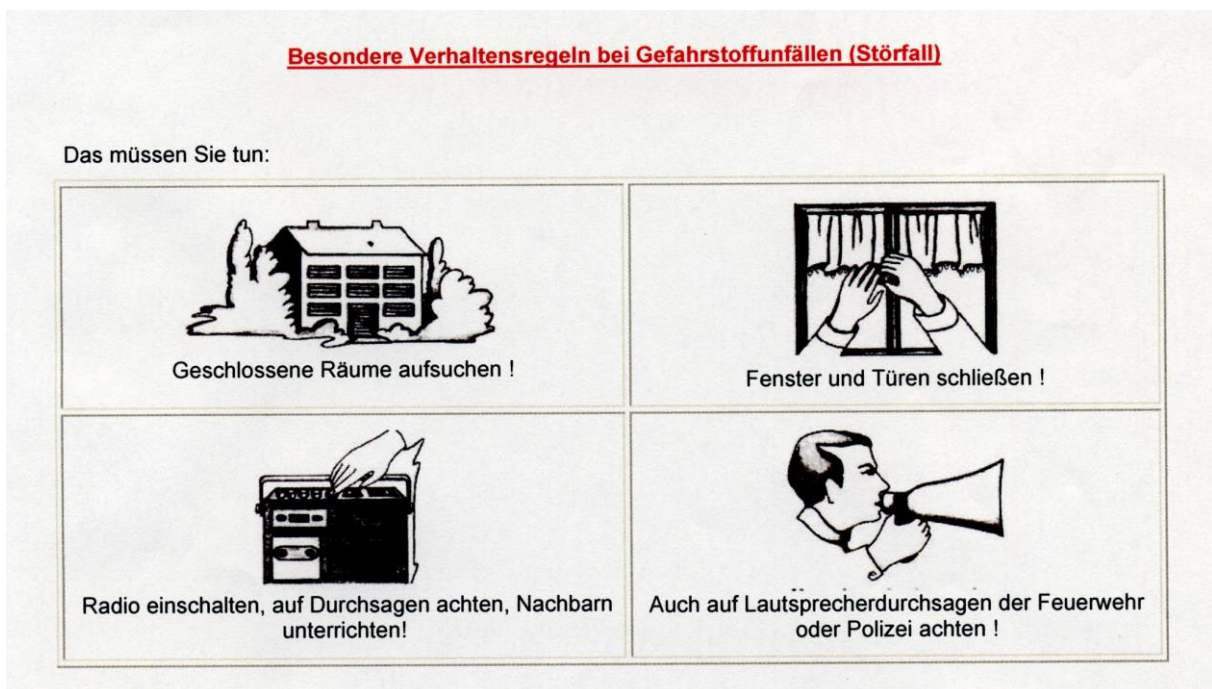 Besondere Verhaltensregeln bei Gefahrstoffunfällen (Störfall)
Das müssen Sie tun:
Geschlossene Räume aufsuchen !
Fenster und Türen schließen !
Radio einschalten, auf Durchsagen achten, Nachbarn
unterrichten!
Auch auf Lautsprecherdurchsagen der Feuerwehr
oder Polizei achten !